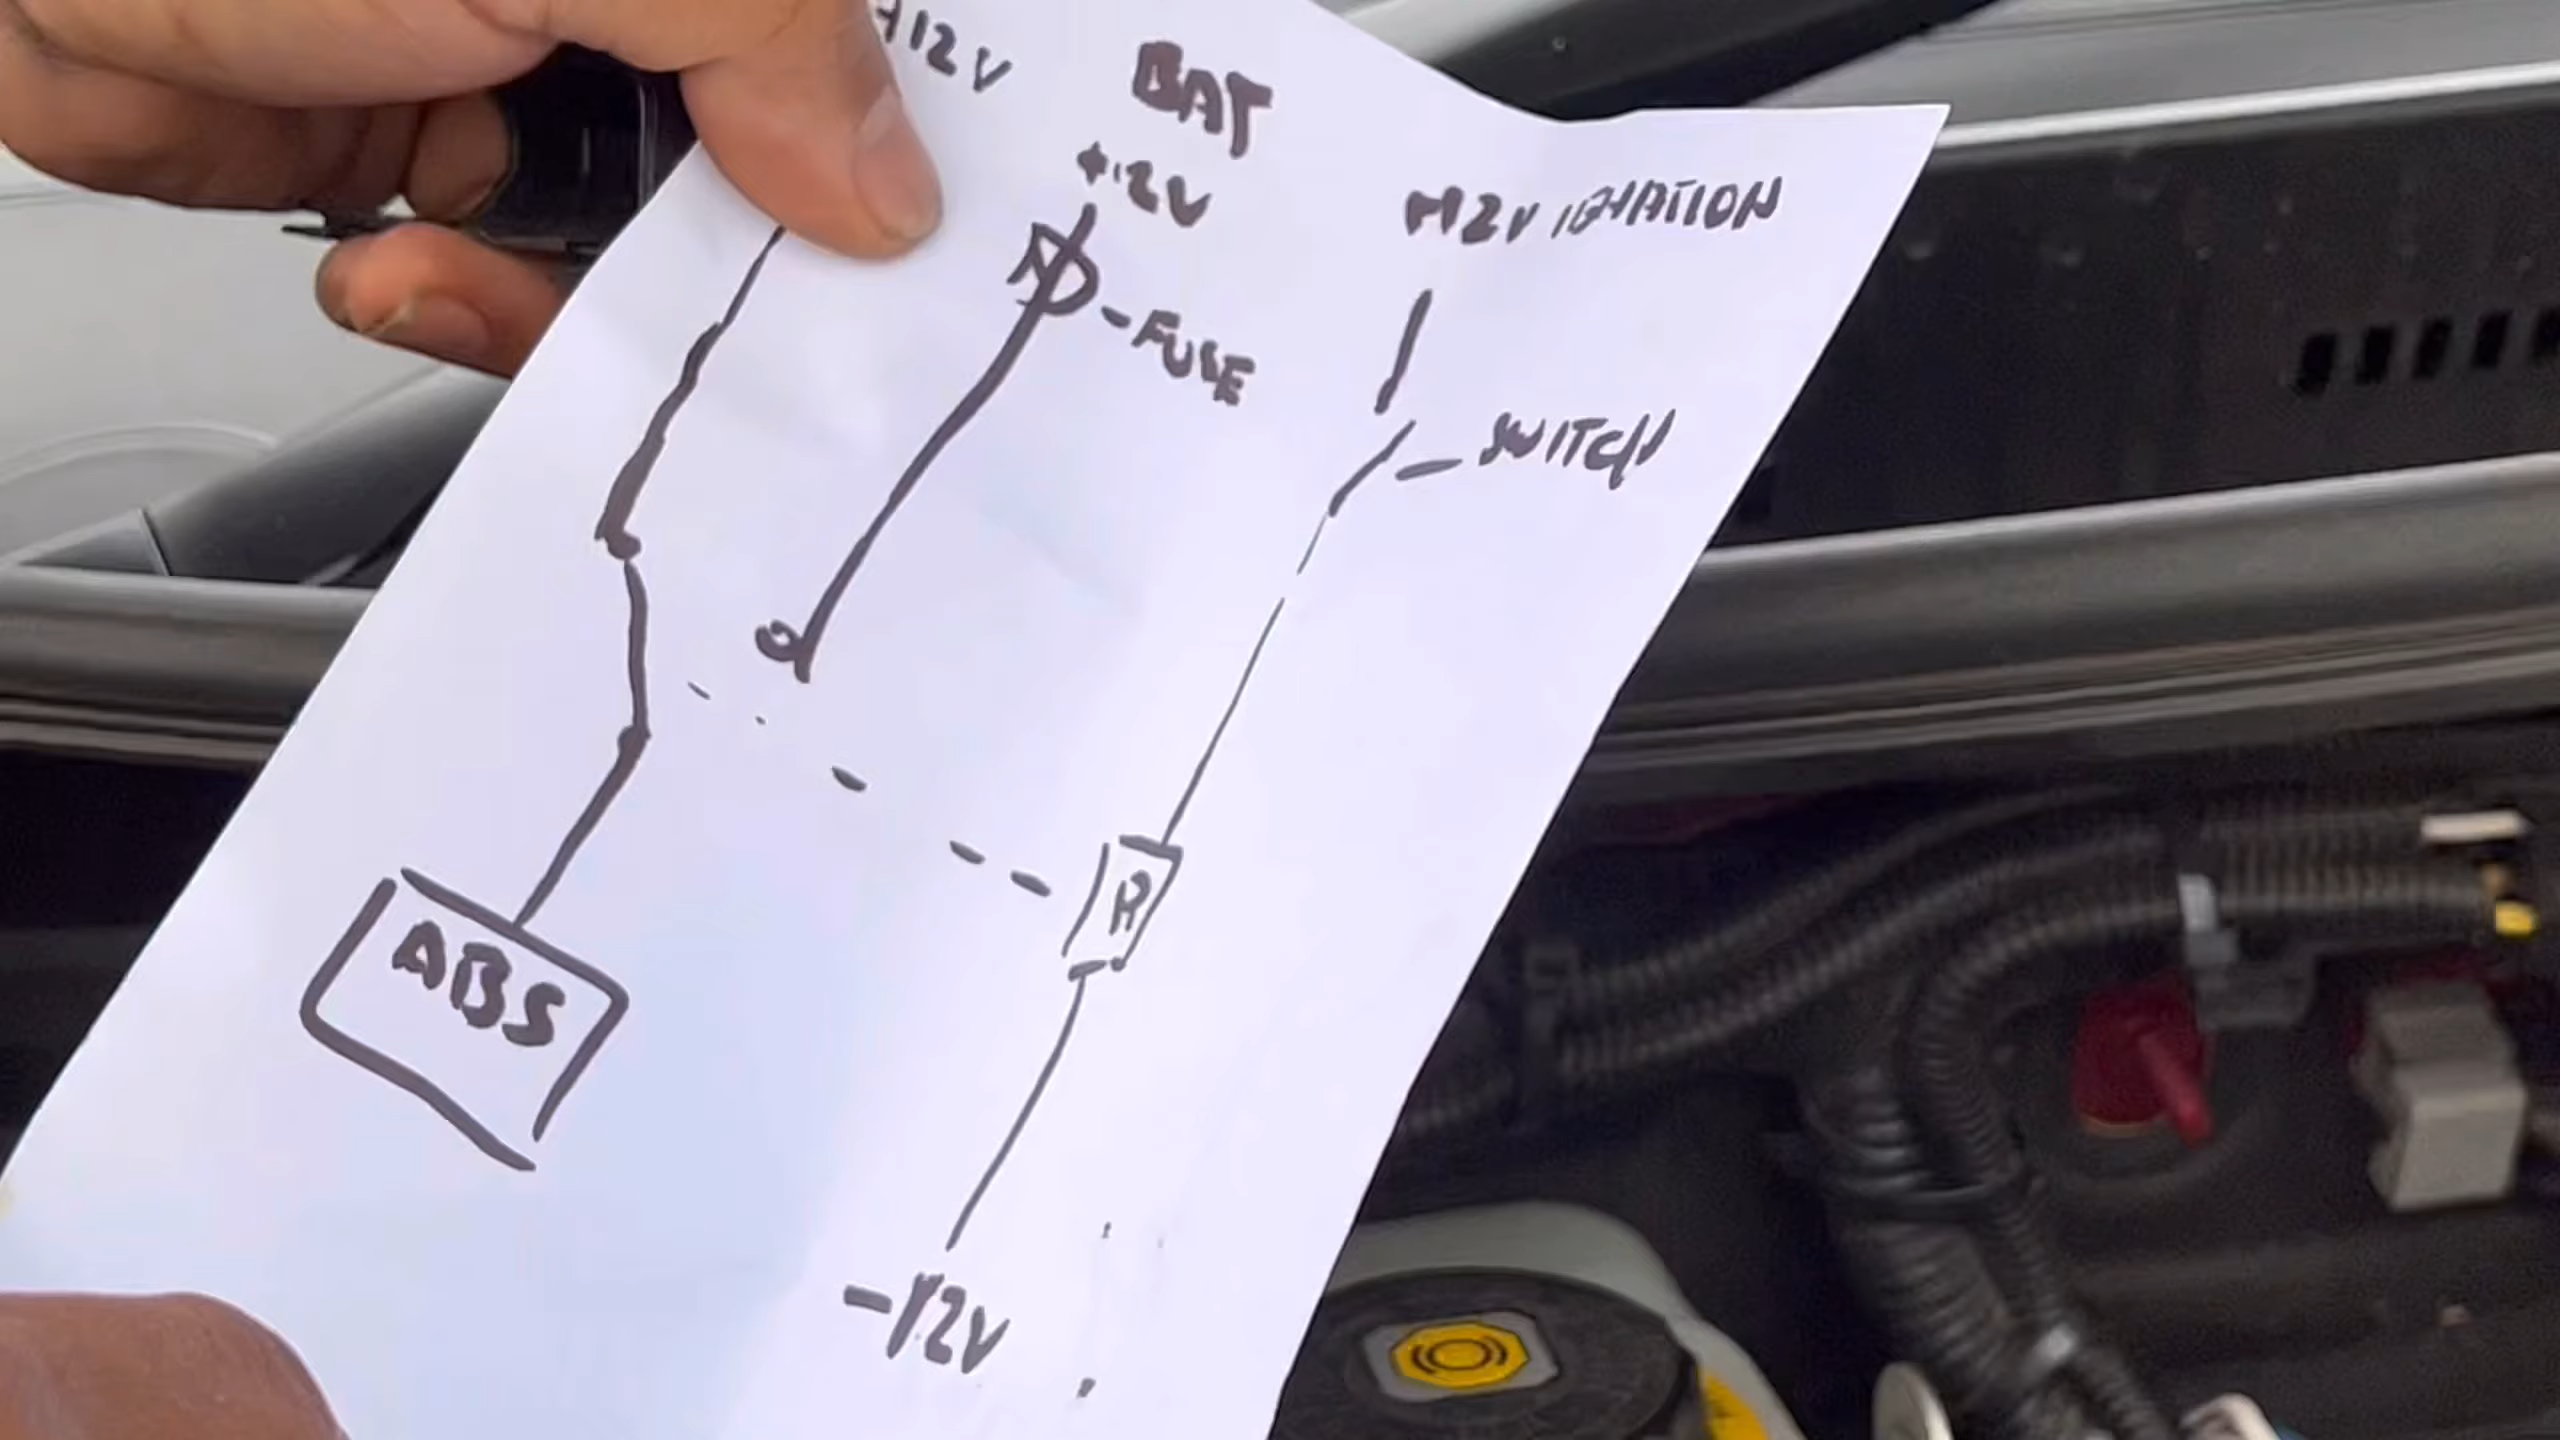 +12V
BAT
+12V
- FUSE
+12V IGNATION
- SWITCH
R
ABS
-12V